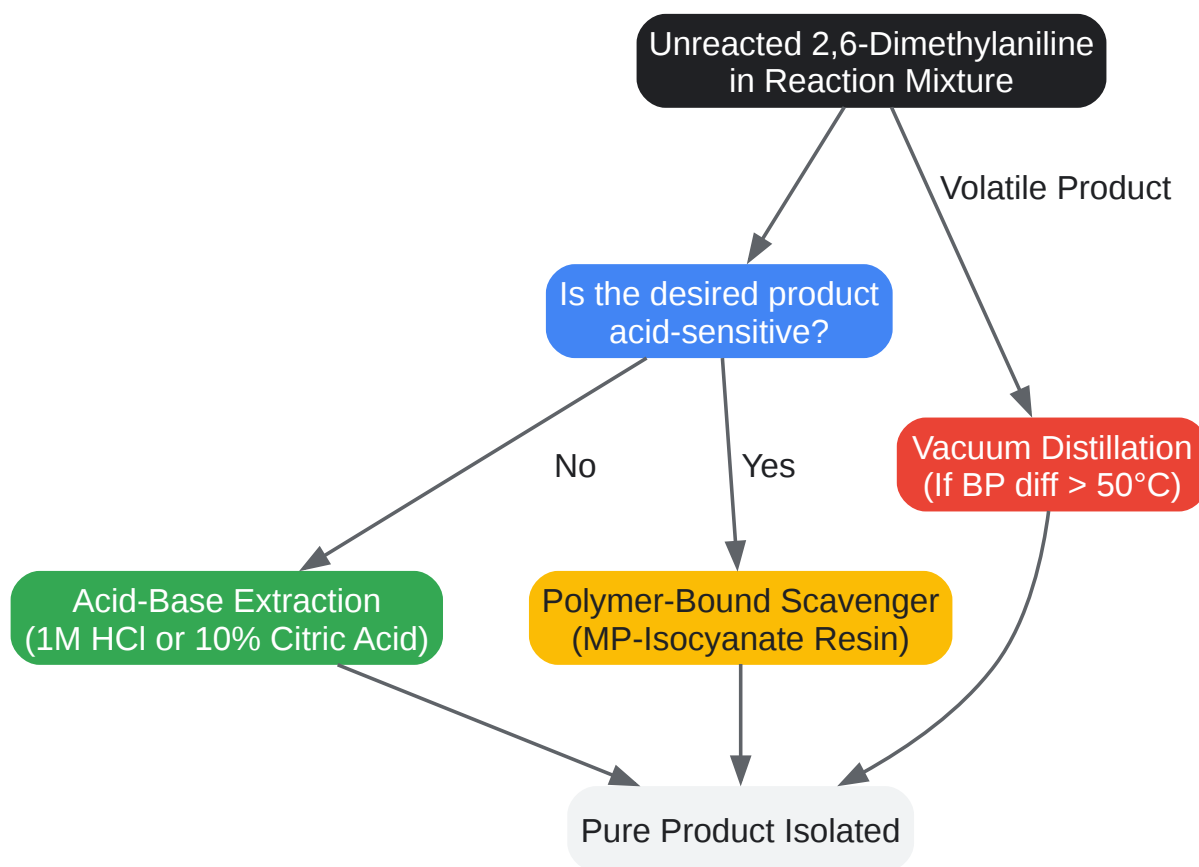 Unreacted 2,6-Dimethylaniline
in Reaction Mixture
Volatile Product
Is the desired product
acid-sensitive?
No
Yes
Vacuum Distillation
(If BP diff > 50°C)
Acid-Base Extraction
(1M HCl or 10% Citric Acid)
Polymer-Bound Scavenger
(MP-Isocyanate Resin)
Pure Product Isolated